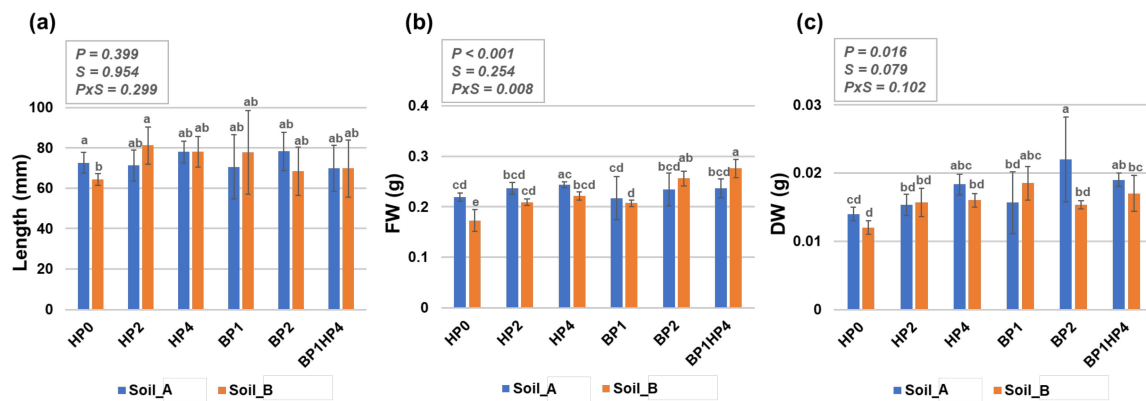 (a)
P = 0.399
S = 0.954
PxS = 0.299
Length (mm)
100
80
60
40
20
0
a
b
ab
a
ab
ab
ab
ab
ab
ab
ab
ab
HP0
HP2
HP4
BP1
BP2
BP1HP4
Soil_A
Soil_B
(b)
P < 0.001
S = 0.254
PxS = 0.008
FW (g)
0.4
0.3
0.2
0.1
0
cd
e
bcd
cd
ac
bcd
cd
d
bcd
ab
bcd
a
HP0
HP2
HP4
BP1
BP2
BP1HP4
Soil_A
Soil_B
(c)
P = 0.016
S = 0.079
PxS = 0.102
DW (g)
0.03
0.02
0.01
0
cd
d
bd
bd
abc
bd
bd
abc
a
bd
ab
bc
HP0
HP2
HP4
BP1
BP2
BP1HP4
Soil_A
Soil_B